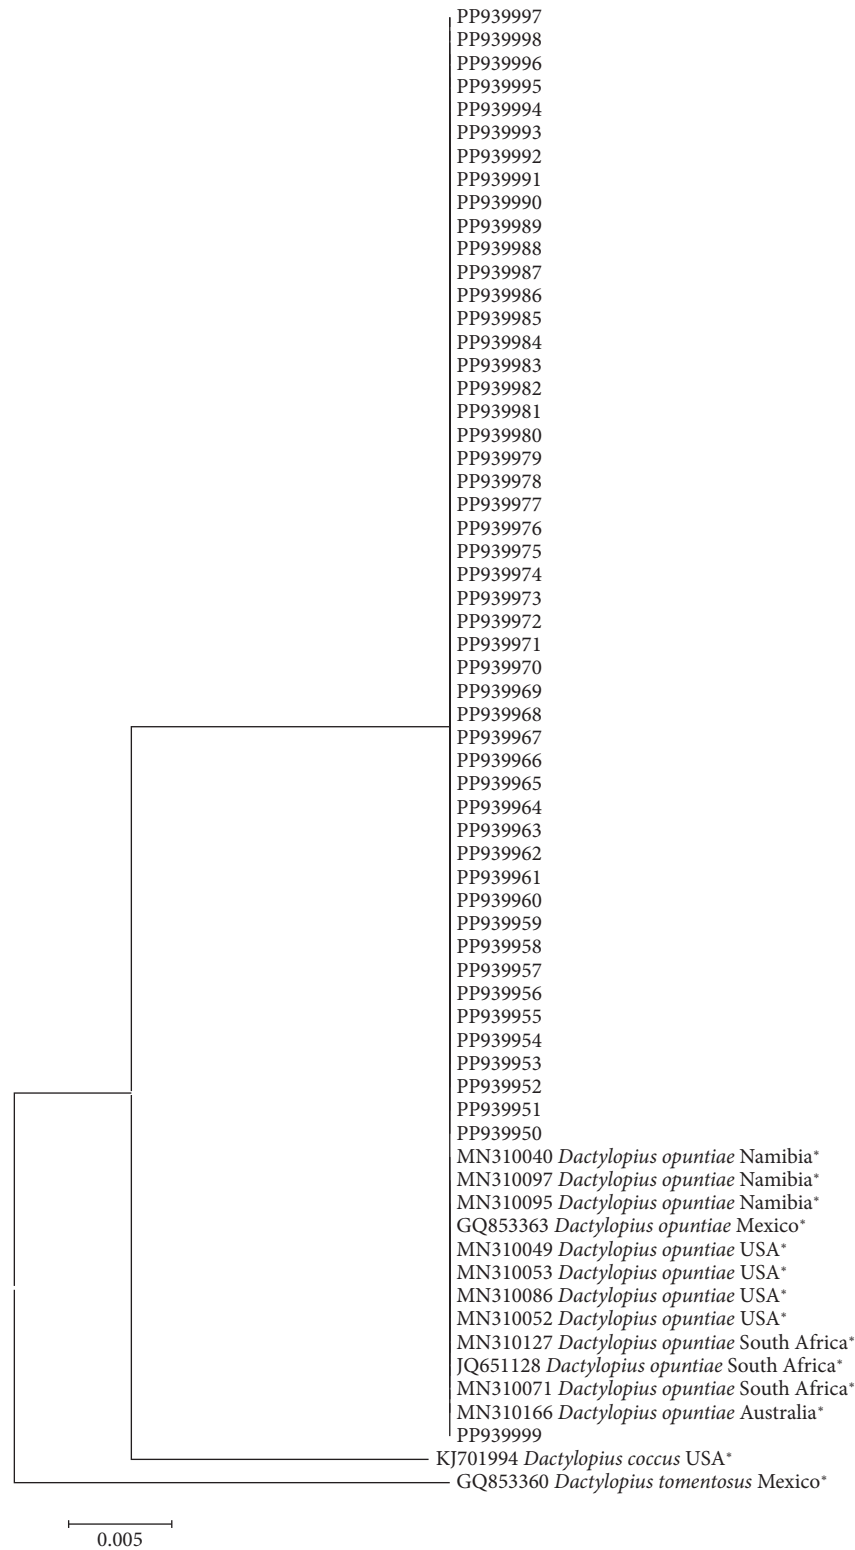 PP939997
PP939998
PP939996
PP939995
PP939994
PP939993
PP939992
PP939991
PP939990
PP939989
PP939988
PP939987
PP939986
PP939985
PP939984
PP939983
PP939982
PP939981
PP939980
PP939979
PP939978
PP939977
PP939976
PP939975
PP939974
PP939973
PP939972
PP939971
PP939970
PP939969
PP939968
PP939967
PP939966
PP939965
PP939964
PP939963
PP939962
PP939961
PP939960
PP939959
PP939958
PP939957
PP939956
PP939955
PP939954
PP939953
PP939952
PP939951
PP939950
MN310040 Dactylopius opuntiae Namibia*
MN310097 Dactylopius opuntiae Namibia*
MN310095 Dactylopius opuntiae Namibia*
GQ853363 Dactylopius opuntiae Mexico*
MN310049 Dactylopius opuntiae USA*
MN310053 Dactylopius opuntiae USA*
MN310086 Dactylopius opuntiae USA*
MN310052 Dactylopius opuntiae USA*
MN310127 Dactylopius opuntiae South Africa*
JQ651128 Dactylopius opuntiae South Africa*
MN310071 Dactylopius opuntiae South Africa*
MN310166 Dactylopius opuntiae Australia*
PP939999
KJ701994 Dactylopius coccus USA*
GQ853360 Dactylopius tomentosus Mexico*
0.005